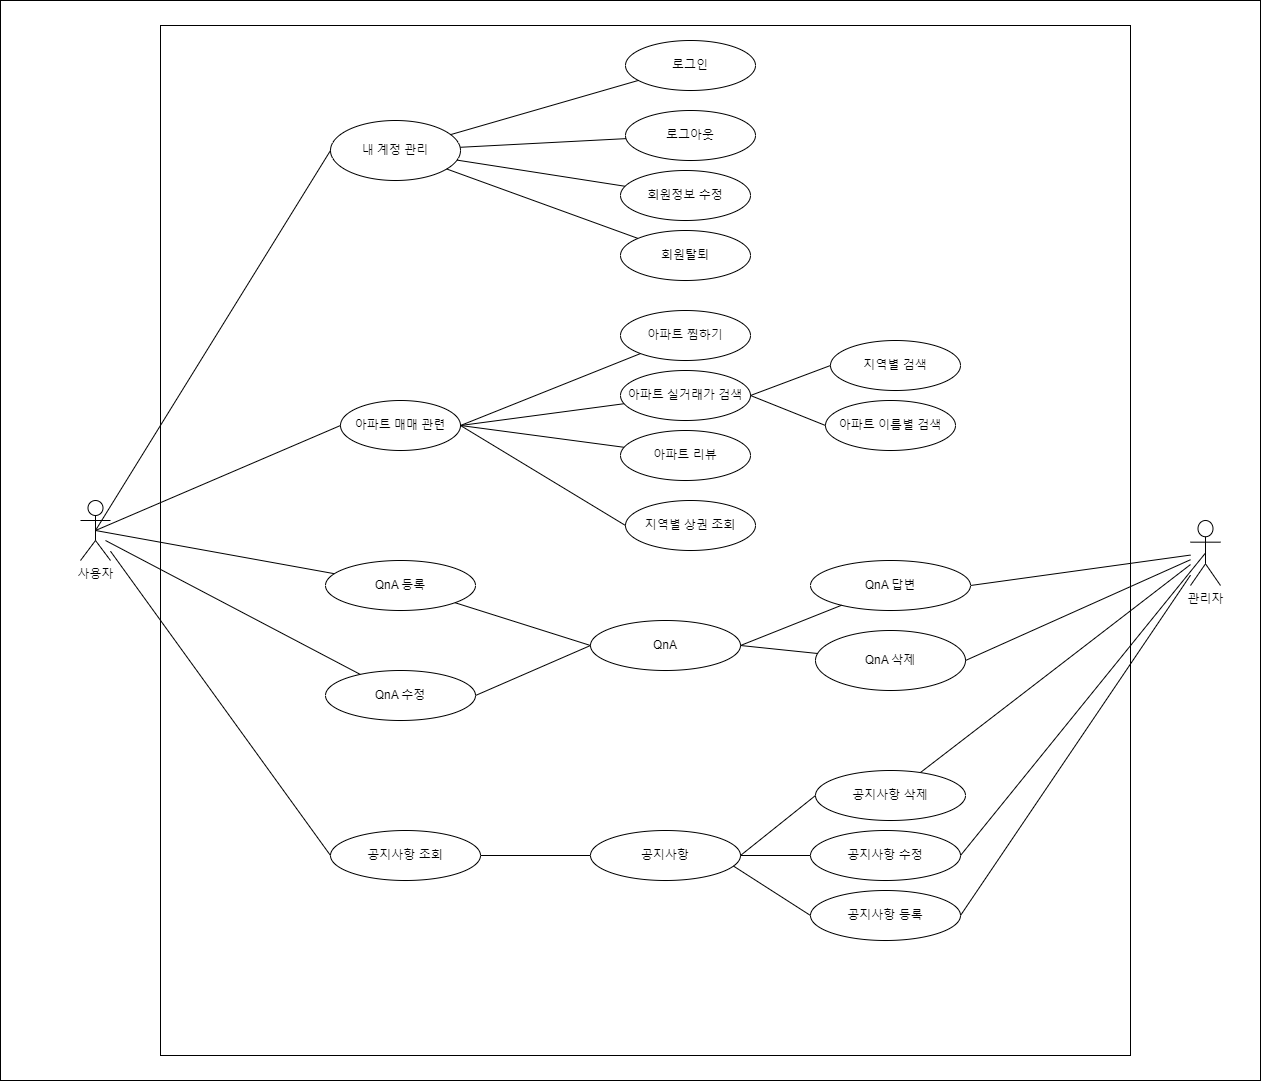 로그인
로그아웃
내 계정 관리
회원정보 수정
회원탈퇴
아파트 찜하기
지역별 검색
아파트 실거래가 검색
아파트 매매 관련
아파트 이름별 검색
아파트 리뷰
지역별 상권 조회
사용자
QnA 등록
QnA 답변
관리자
QnA
QnA 삭제
QnA 수정
공지사항 삭제
공지사항 조회
공지사항
공지사항 수정
공지사항 등록